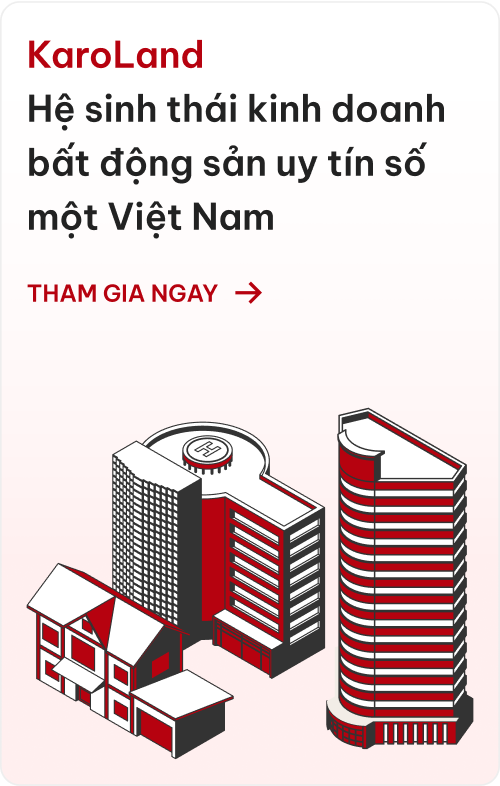 KaroLand
Hệ sinh thái kinh doanh
bất động sản uy tín số
một Việt Nam
THAM GIA NGAY
H